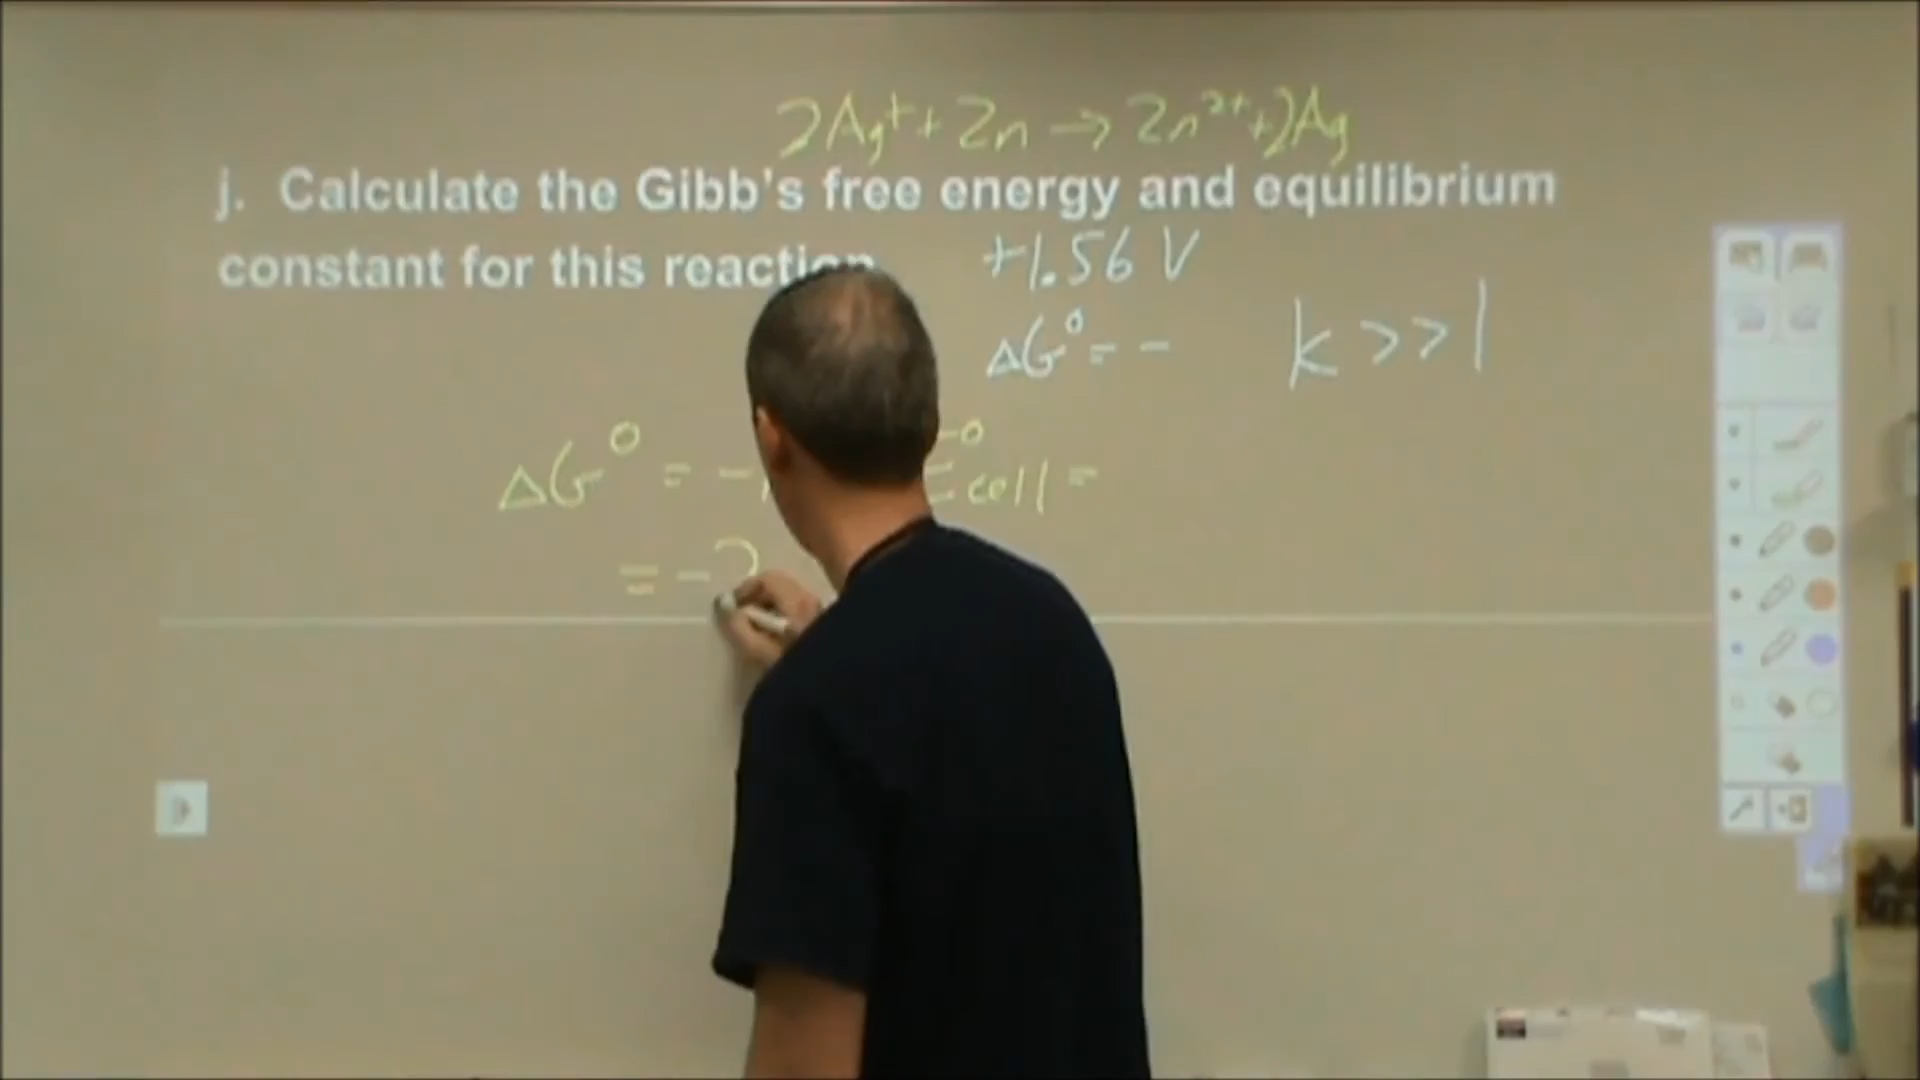 2Ag⁺ + Zn → Zn²⁺ + 2Ag
j. Calculate the Gibb's free energy and equilibrium
constant for this reaction
+1.56 V
ΔG° = - k >> 1
ΔG° = - cell =
= - 2